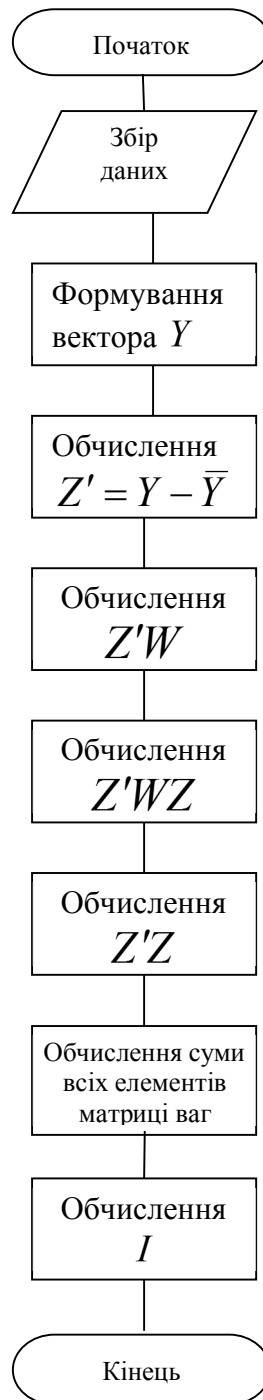 Початок
Збір
даних
Формування
вектора Y
Обчислення
Z' = Y − Ȳ
Обчислення
Z'W
Обчислення
Z'WZ
Обчислення
Z'Z
Обчислення суми
всіх елементів
матриці ваг
Обчислення
I
Кінець